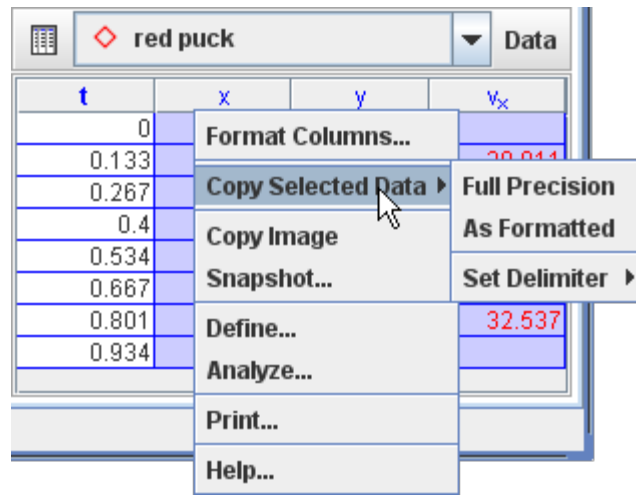 red puck Data
t x y vx
0
0.133
0.267
0.4
0.534
0.667
0.801 32.537
0.934
Format Columns...
Copy Selected Data
Copy Image
Snapshot...
Define...
Analyze...
Print...
Help...
Full Precision
As Formatted
Set Delimiter